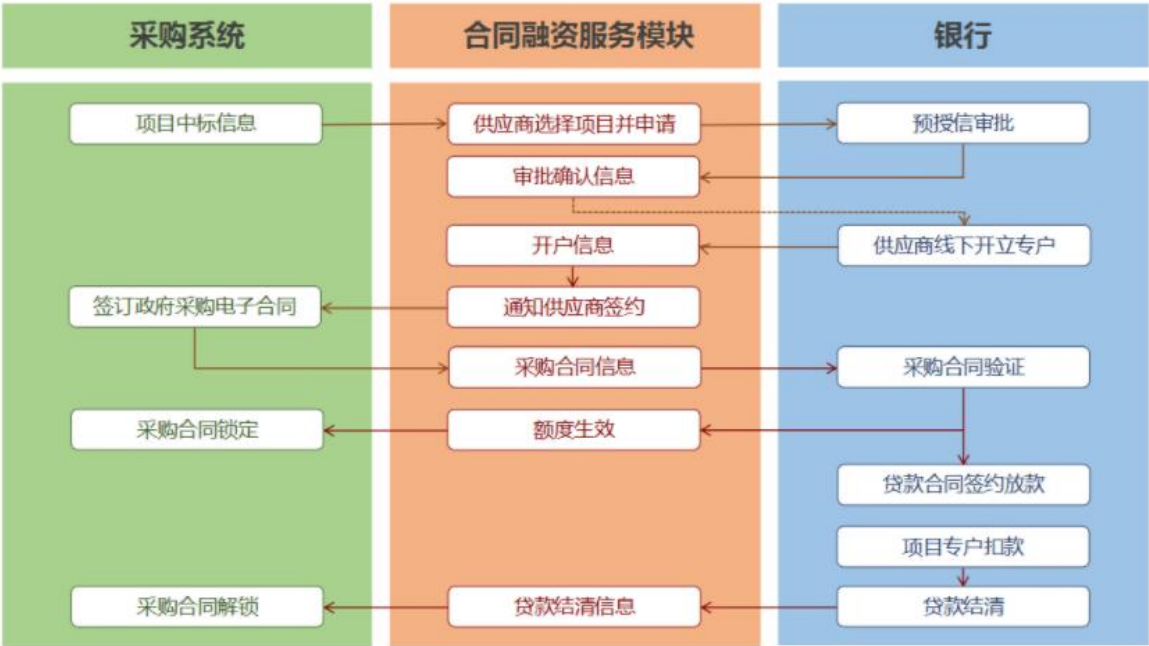 采购系统
合同融资服务模块
银行
项目中标信息
供应商选择项目并申请
预授信审批
审批确认信息
开户信息
供应商线下开立专户
签订政府采购电子合同
通知供应商签约
采购合同信息
采购合同验证
采购合同锁定
额度生效
贷款合同签约放款
项目专户扣款
采购合同解锁
贷款结清信息
贷款结清